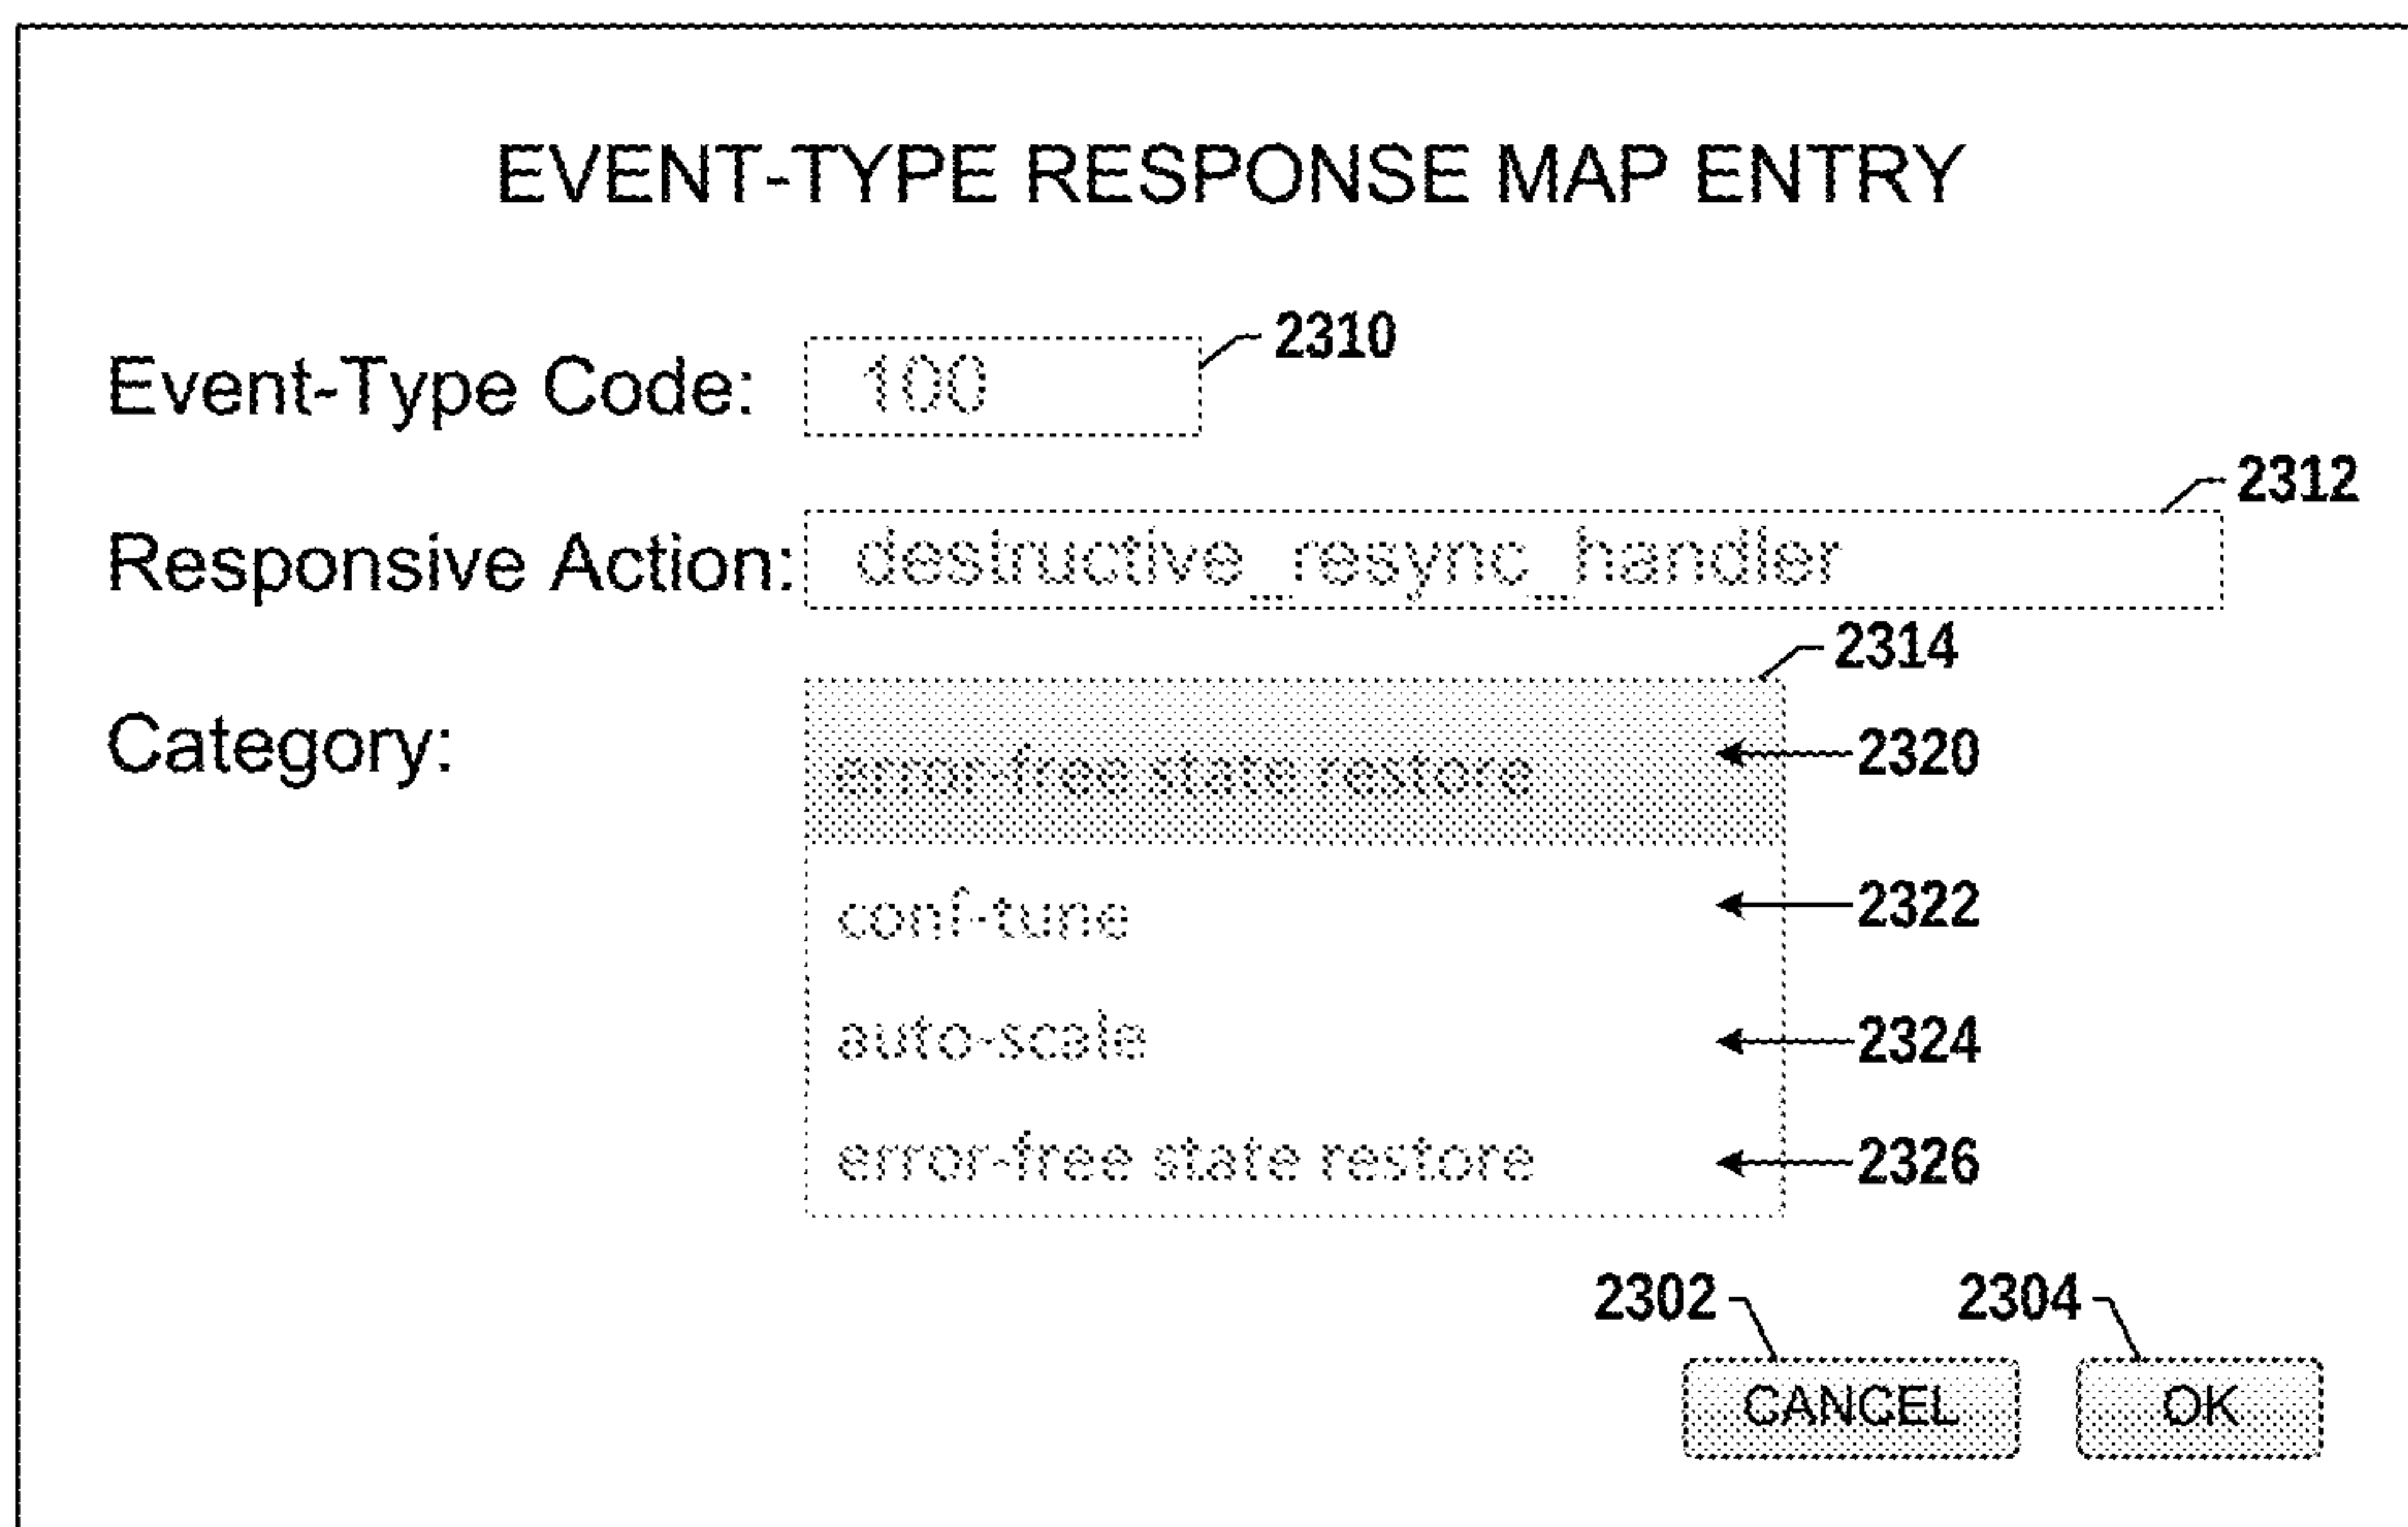 EVENT-TYPE RESPONSE MAP ENTRY
Event-Type Code: 100 2310
Responsive Action: destructive_resync_handler 2312
2314
Category: error-free state restore 2320
conf-tune 2322
auto-scale 2324
error-free state restore 2326
2302 2304
CANCEL OK